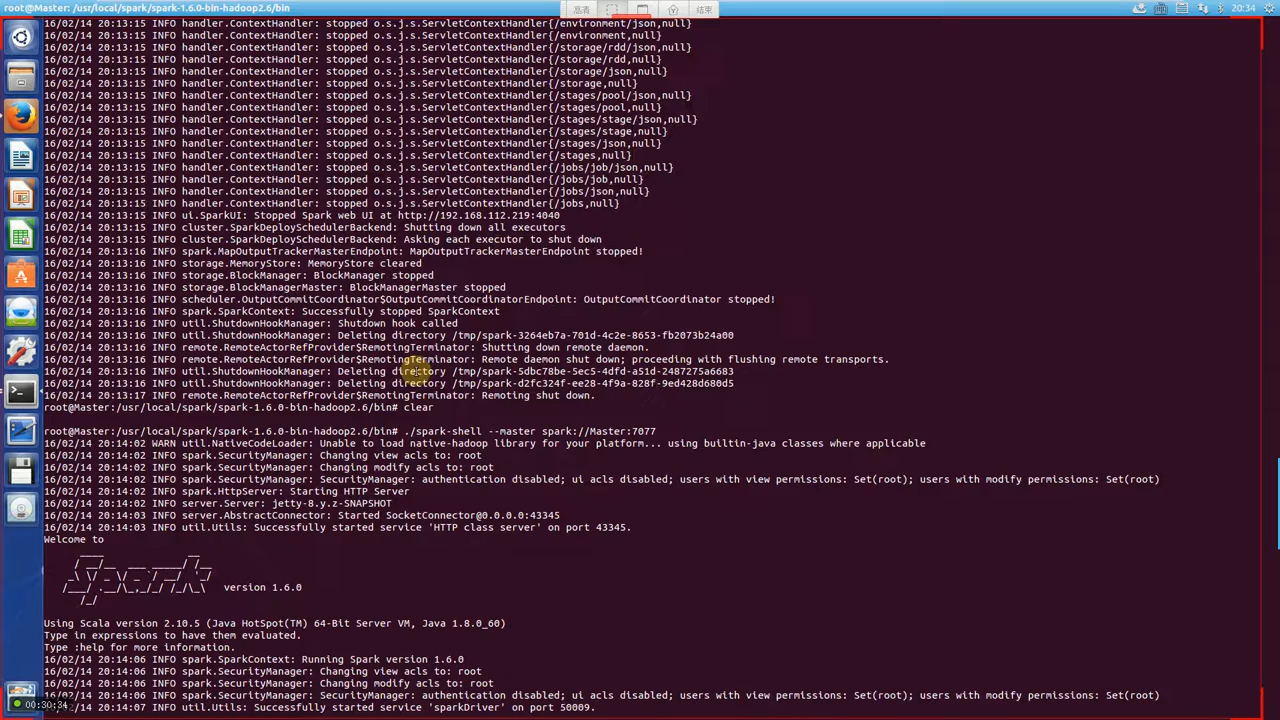 root@Master: /usr/local/spark/spark-1.6.0-bin-hadoop2.6/bin
高清
结束
20:34
16/02/14 20:13:15 INFO handler.ContextHandler: stopped o.s.j.s.ServletContextHandler{/environment/json,null}
16/02/14 20:13:15 INFO handler.ContextHandler: stopped o.s.j.s.ServletContextHandler{/environment,null}
16/02/14 20:13:15 INFO handler.ContextHandler: stopped o.s.j.s.ServletContextHandler{/storage/rdd/json,null}
16/02/14 20:13:15 INFO handler.ContextHandler: stopped o.s.j.s.ServletContextHandler{/storage/rdd,null}
16/02/14 20:13:15 INFO handler.ContextHandler: stopped o.s.j.s.ServletContextHandler{/storage/json,null}
16/02/14 20:13:15 INFO handler.ContextHandler: stopped o.s.j.s.ServletContextHandler{/storage,null}
16/02/14 20:13:15 INFO handler.ContextHandler: stopped o.s.j.s.ServletContextHandler{/stages/pool/json,null}
16/02/14 20:13:15 INFO handler.ContextHandler: stopped o.s.j.s.ServletContextHandler{/stages/pool,null}
16/02/14 20:13:15 INFO handler.ContextHandler: stopped o.s.j.s.ServletContextHandler{/stages/stage/json,null}
16/02/14 20:13:15 INFO handler.ContextHandler: stopped o.s.j.s.ServletContextHandler{/stages/stage,null}
16/02/14 20:13:15 INFO handler.ContextHandler: stopped o.s.j.s.ServletContextHandler{/stages/json,null}
16/02/14 20:13:15 INFO handler.ContextHandler: stopped o.s.j.s.ServletContextHandler{/stages,null}
16/02/14 20:13:15 INFO handler.ContextHandler: stopped o.s.j.s.ServletContextHandler{/jobs/job/json,null}
16/02/14 20:13:15 INFO handler.ContextHandler: stopped o.s.j.s.ServletContextHandler{/jobs/job,null}
16/02/14 20:13:15 INFO handler.ContextHandler: stopped o.s.j.s.ServletContextHandler{/jobs/json,null}
16/02/14 20:13:15 INFO handler.ContextHandler: stopped o.s.j.s.ServletContextHandler{/jobs,null}
16/02/14 20:13:15 INFO ui.SparkUI: Stopped Spark web UI at http://192.168.112.219:4040
16/02/14 20:13:16 INFO cluster.SparkDeploySchedulerBackend: Shutting down all executors
16/02/14 20:13:16 INFO cluster.SparkDeploySchedulerBackend: Asking each executor to shut down
16/02/14 20:13:16 INFO spark.MapOutputTrackerMasterEndpoint: MapOutputTrackerMasterEndpoint stopped!
16/02/14 20:13:16 INFO storage.MemoryStore: MemoryStore cleared
16/02/14 20:13:16 INFO storage.BlockManager: BlockManager stopped
16/02/14 20:13:16 INFO storage.BlockManagerMaster: BlockManagerMaster stopped
16/02/14 20:13:16 INFO scheduler.OutputCommitCoordinator$OutputCommitCoordinatorEndpoint: OutputCommitCoordinator stopped!
16/02/14 20:13:16 INFO spark.SparkContext: Successfully stopped SparkContext
16/02/14 20:13:16 INFO util.ShutdownHookManager: Shutdown hook called
16/02/14 20:13:16 INFO util.ShutdownHookManager: Deleting directory /tmp/spark-3264eb7a-701d-4c2e-8653-fb2073b24a00
16/02/14 20:13:16 INFO remote.RemoteActorRefProvider$RemotingTerminator: Shutting down remote daemon.
16/02/14 20:13:16 INFO remote.RemoteActorRefProvider$RemotingTerminator: Remote daemon shut down; proceeding with flushing remote transports.
16/02/14 20:13:16 INFO util.ShutdownHookManager: Deleting directory /tmp/spark-5dbc78be-5ec5-4dfd-a51d-2487275a6683
16/02/14 20:13:16 INFO util.ShutdownHookManager: Deleting directory /tmp/spark-d2fc324f-ee28-4f9a-828f-9ed428d680d5
16/02/14 20:13:17 INFO remote.RemoteActorRefProvider$RemotingTerminator: Remoting shut down.
root@Master:/usr/local/spark/spark-1.6.0-bin-hadoop2.6/bin# clear
root@Master:/usr/local/spark/spark-1.6.0-bin-hadoop2.6/bin# ./spark-shell --master spark://Master:7077
16/02/14 20:14:02 WARN util.NativeCodeLoader: Unable to load native-hadoop library for your platform... using builtin-java classes where applicable
16/02/14 20:14:02 INFO spark.SecurityManager: Changing view acls to: root
16/02/14 20:14:02 INFO spark.SecurityManager: Changing modify acls to: root
16/02/14 20:14:02 INFO spark.SecurityManager: SecurityManager: authentication disabled; ui acls disabled; users with view permissions: Set(root); users with modify permissions: Set(root)
16/02/14 20:14:02 INFO spark.HttpServer: Starting HTTP Server
16/02/14 20:14:03 INFO server.Server: jetty-8.y.z-SNAPSHOT
16/02/14 20:14:03 INFO server.AbstractConnector: Started SocketConnector@0.0.0.0:43345
16/02/14 20:14:03 INFO util.Utils: Successfully started service 'HTTP class server' on port 43345.
Welcome to
Spark version 1.6.0
Using Scala version 2.10.5 (Java HotSpot(TM) 64-Bit Server VM, Java 1.8.0_60)
Type in expressions to have them evaluated.
Type :help for more information.
16/02/14 20:14:06 INFO spark.SparkContext: Running Spark version 1.6.0
16/02/14 20:14:06 INFO spark.SecurityManager: Changing view acls to: root
16/02/14 20:14:06 INFO spark.SecurityManager: Changing modify acls to: root
16/02/14 20:14:06 INFO spark.SecurityManager: SecurityManager: authentication disabled; ui acls disabled; users with view permissions: Set(root); users with modify permissions: Set(root)
16/02/14 20:14:07 INFO util.Utils: Successfully started service 'sparkDriver' on port 50009.
00:30:34